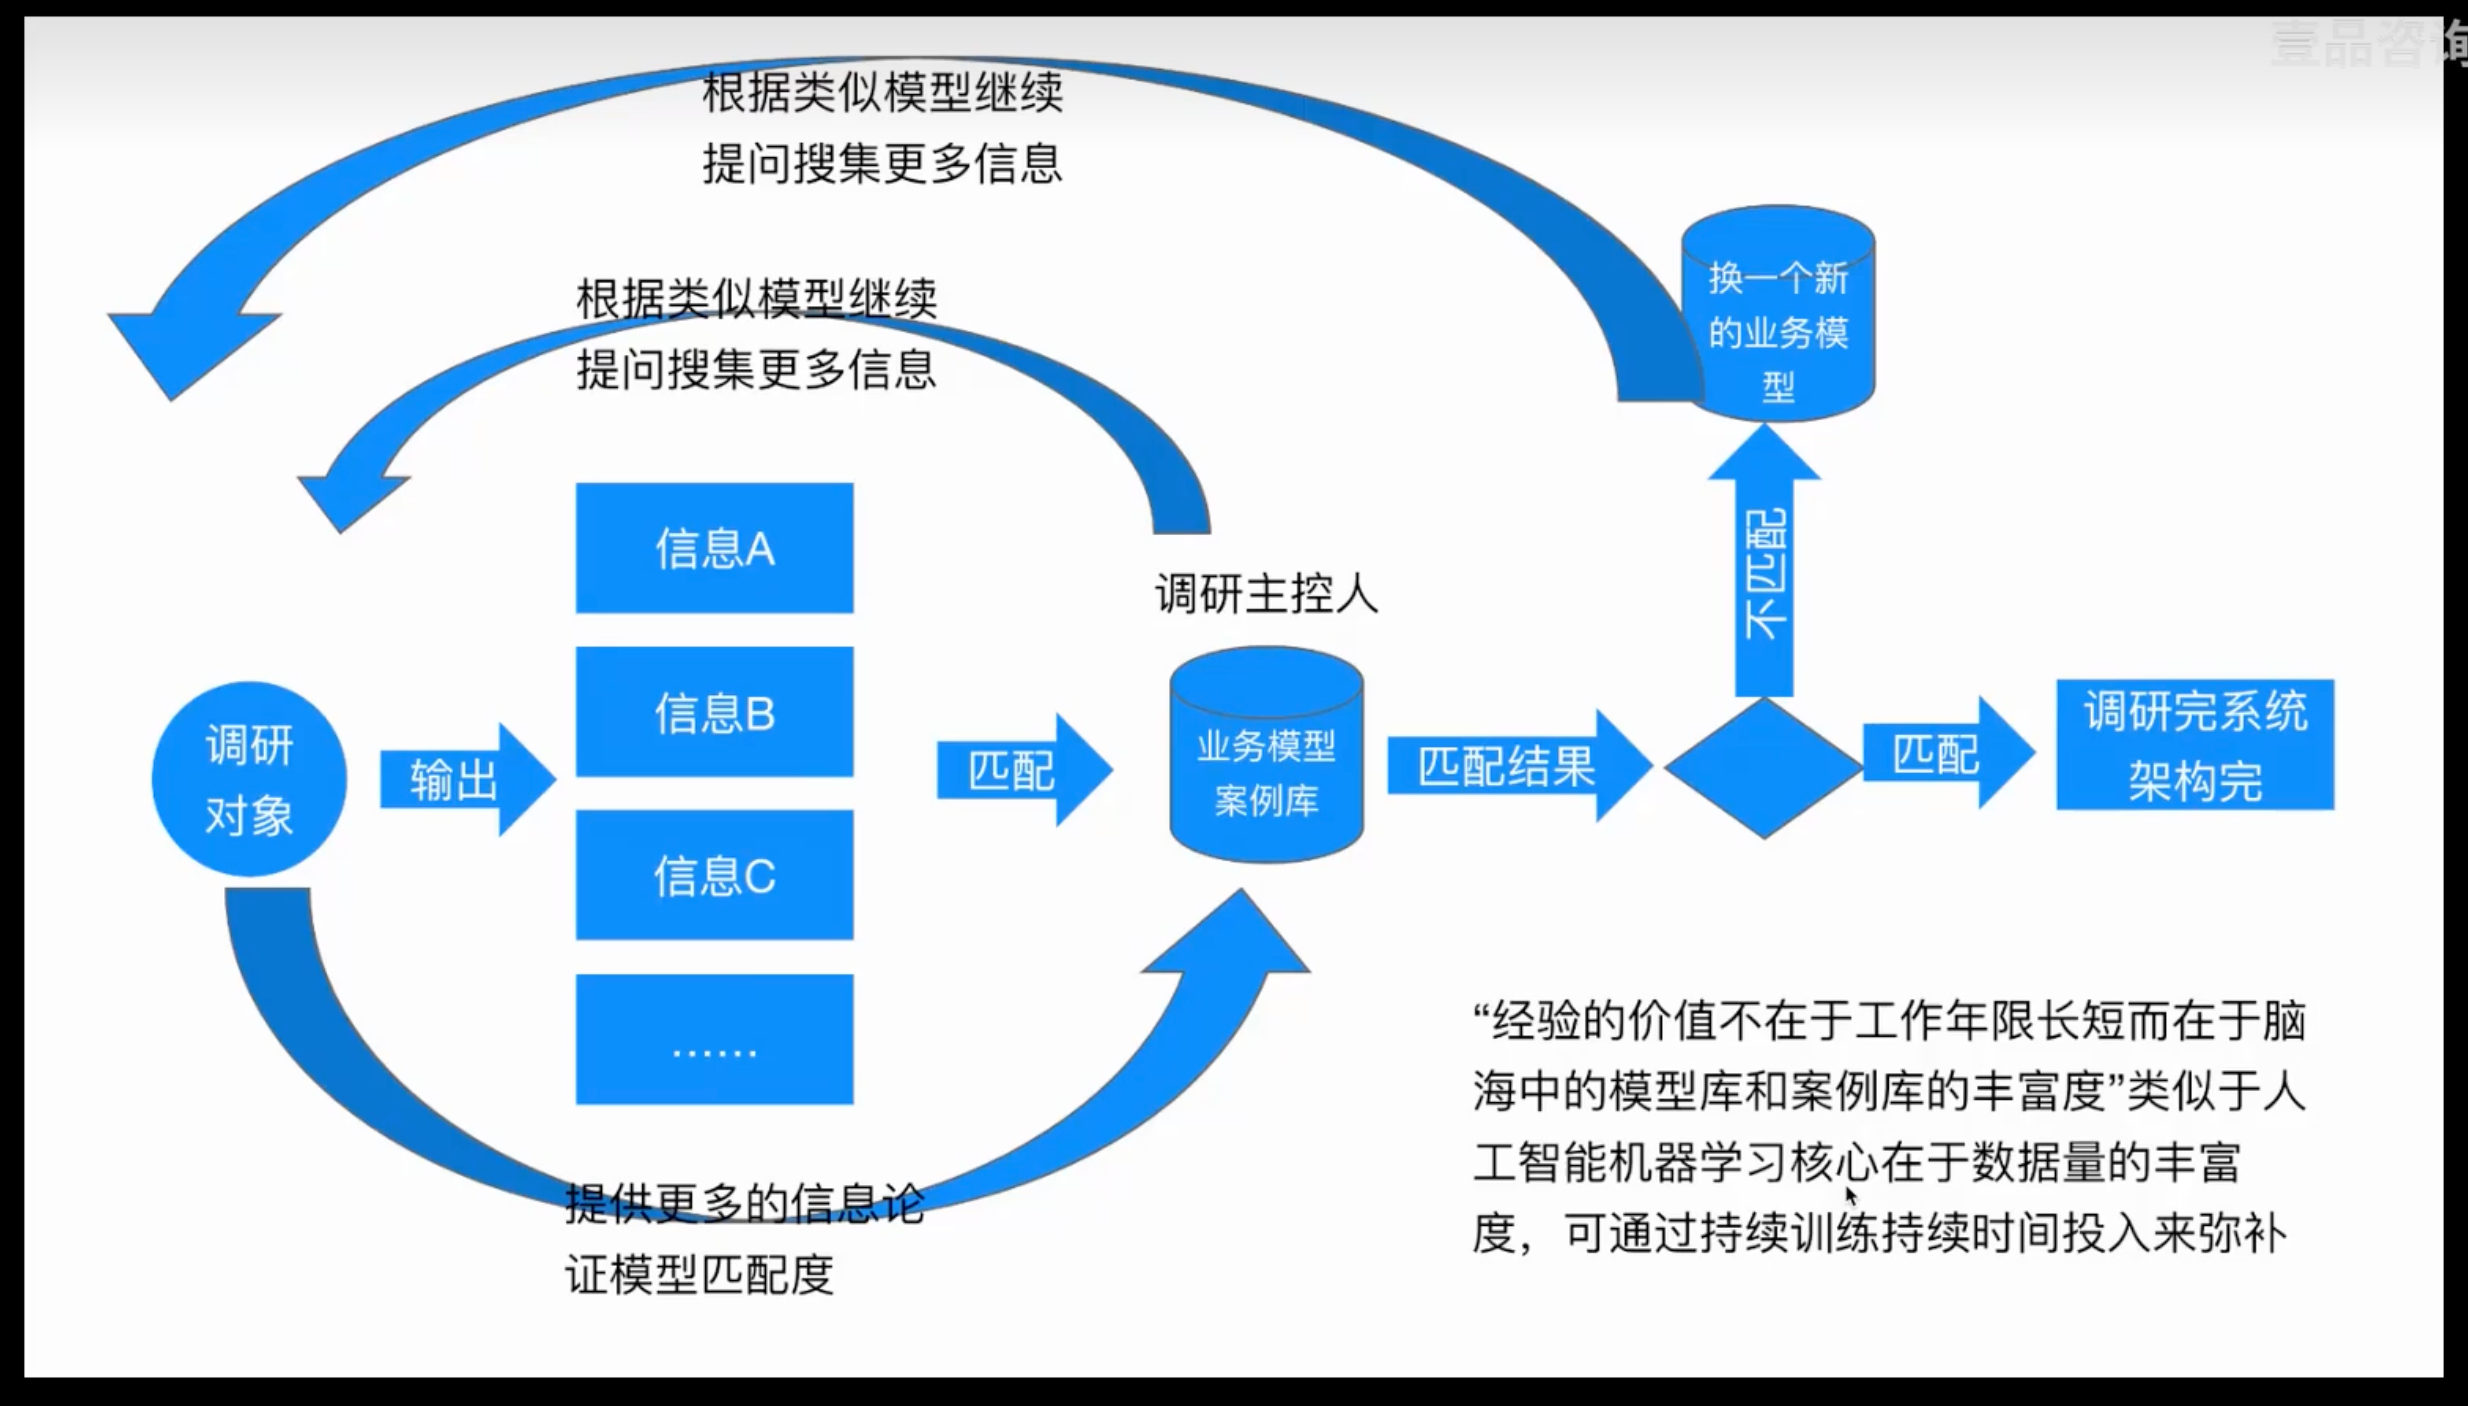 壹品咨询
根据类似模型继续
提问搜集更多信息
换一个新
的业务模
型
根据类似模型继续
提问搜集更多信息
不匹配
信息A
调研主控人
调研
对象
输出
信息B
匹配
业务模型
案例库
匹配结果
匹配
调研完系统
架构完
信息C
……
“经验的价值不在于工作年限长短而在于脑
海中的模型库和案例库的丰富度”类似于人
工智能机器学习核心在于数据量的丰富
度，可通过持续训练持续时间投入来弥补
提供更多的信息论
证模型匹配度